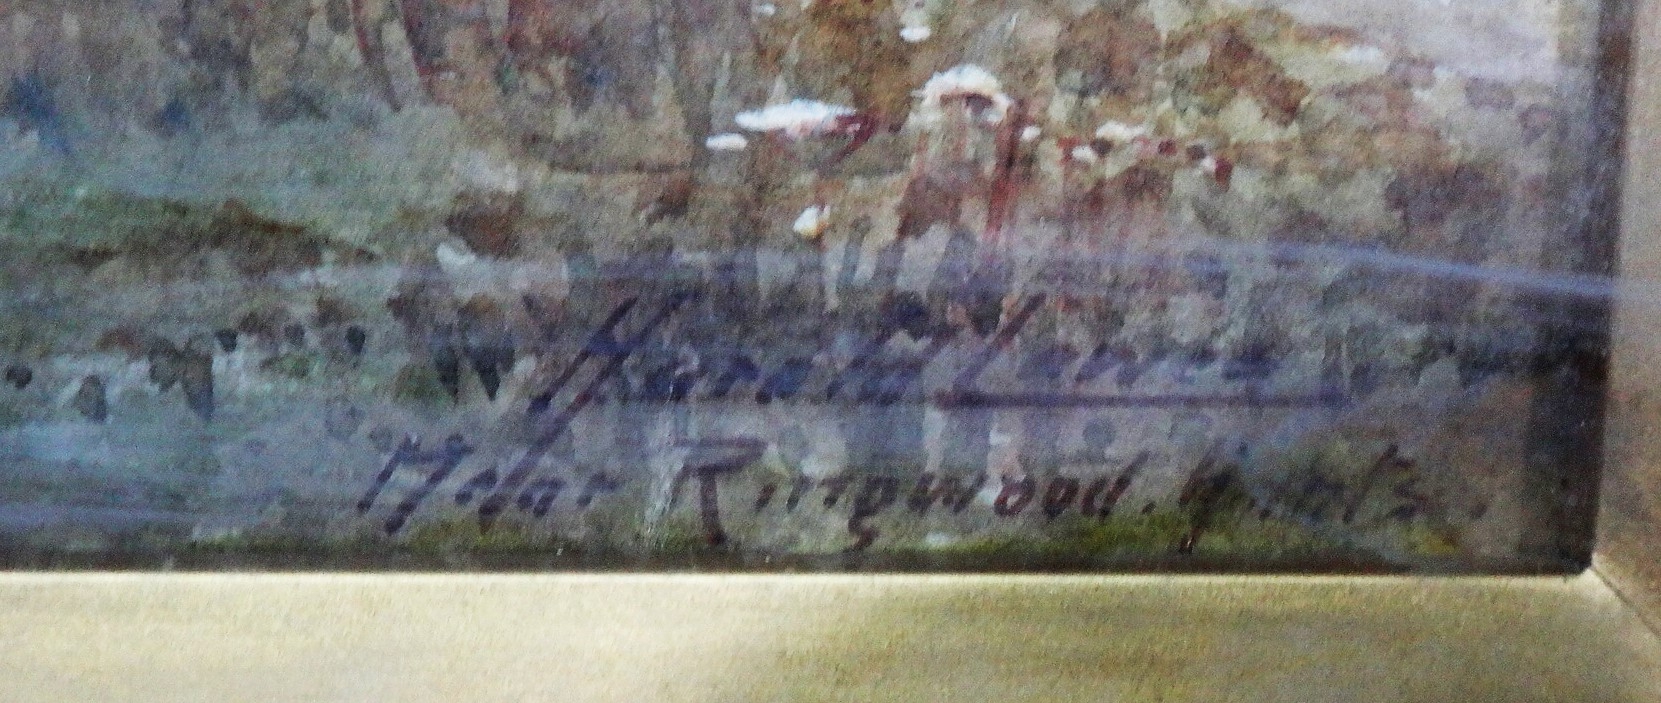 Harold Lawes
Near Ringwood. Hants.